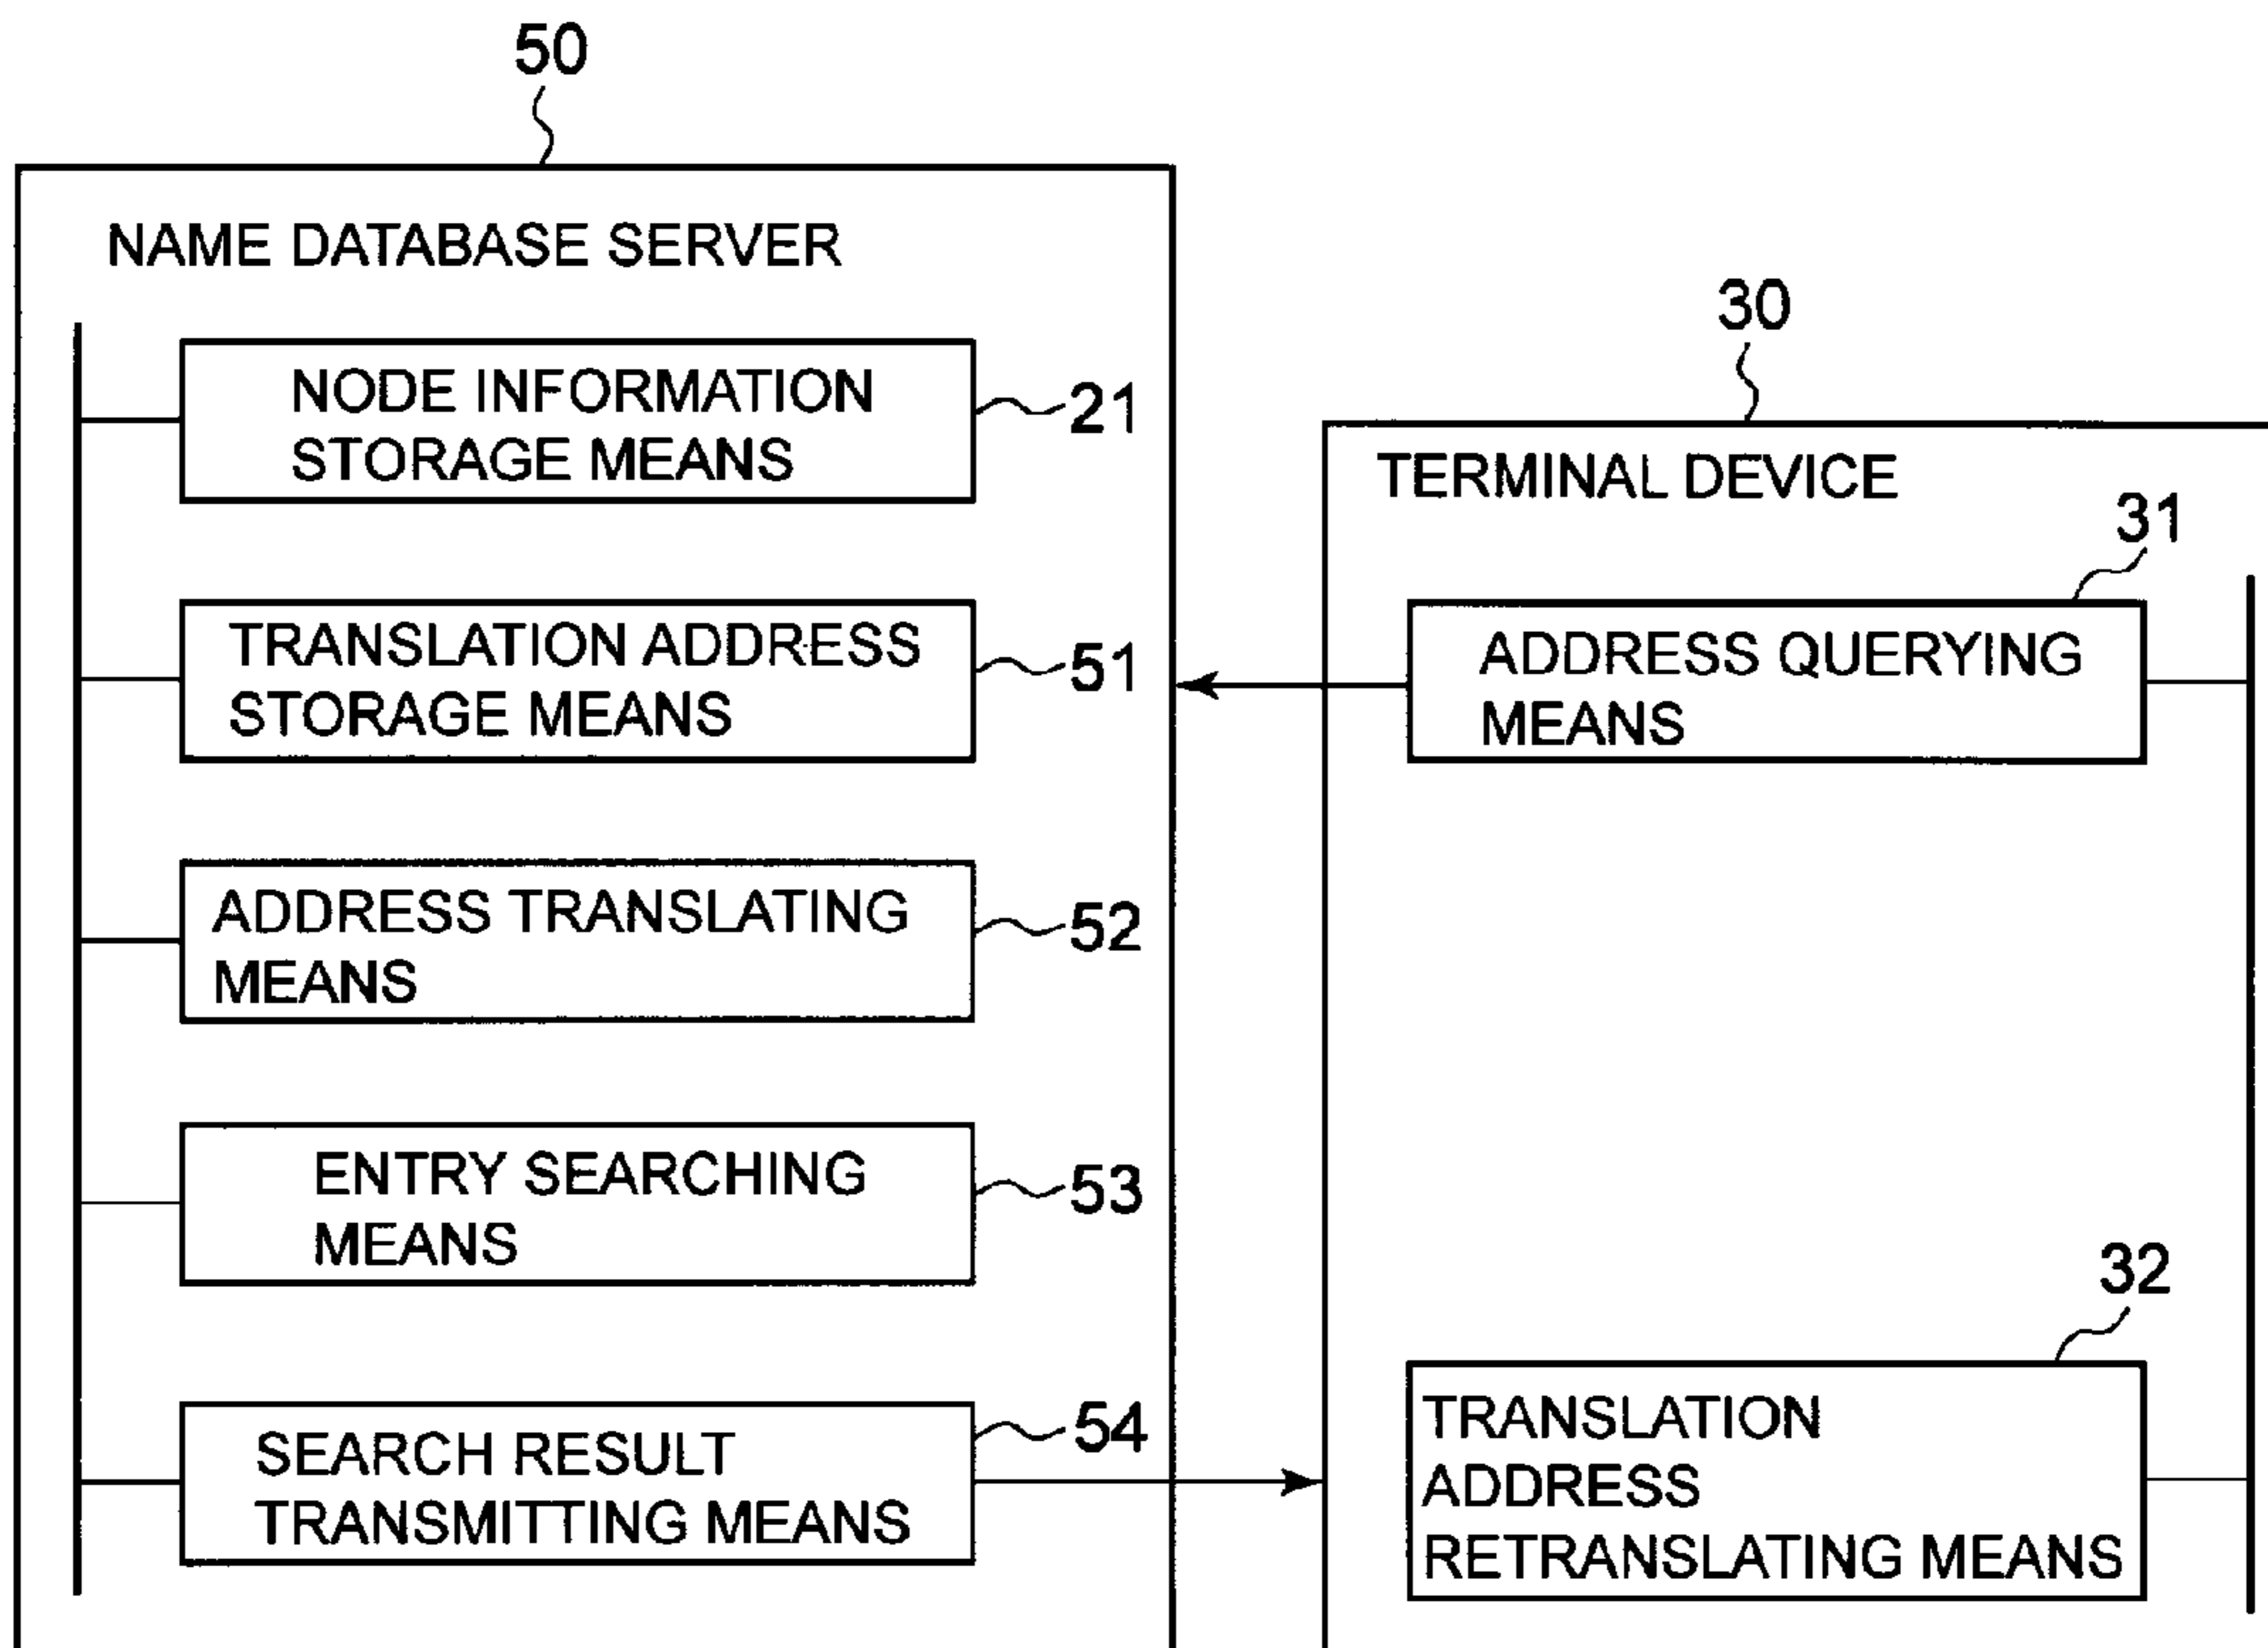 50
NAME DATABASE SERVER
NODE INFORMATION
STORAGE MEANS
21
TRANSLATION ADDRESS
STORAGE MEANS
51
ADDRESS TRANSLATING
MEANS
52
ENTRY SEARCHING
MEANS
53
SEARCH RESULT
TRANSMITTING MEANS
54
30
TERMINAL DEVICE
31
ADDRESS QUERYING
MEANS
32
TRANSLATION
ADDRESS
RETRANSLATING MEANS